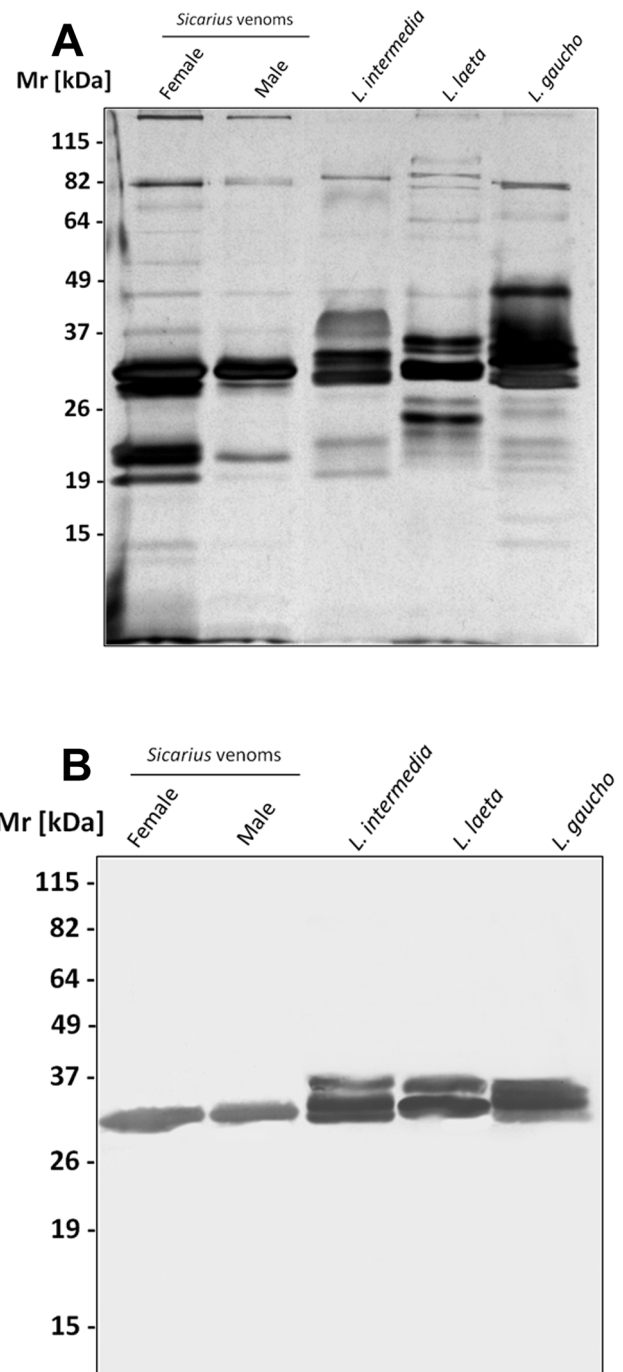 A
Sicarius venoms
Mr [kDa]
Female
Male
L. intermedia
L. laeta
L. gaucho
115 -
82 -
64 -
49 -
37 -
26 -
19 -
15 -
B
Sicarius venoms
Mr [kDa]
Female
Male
L. intermedia
L. laeta
L. gaucho
115 -
82 -
64 -
49 -
37 -
26 -
19 -
15 -